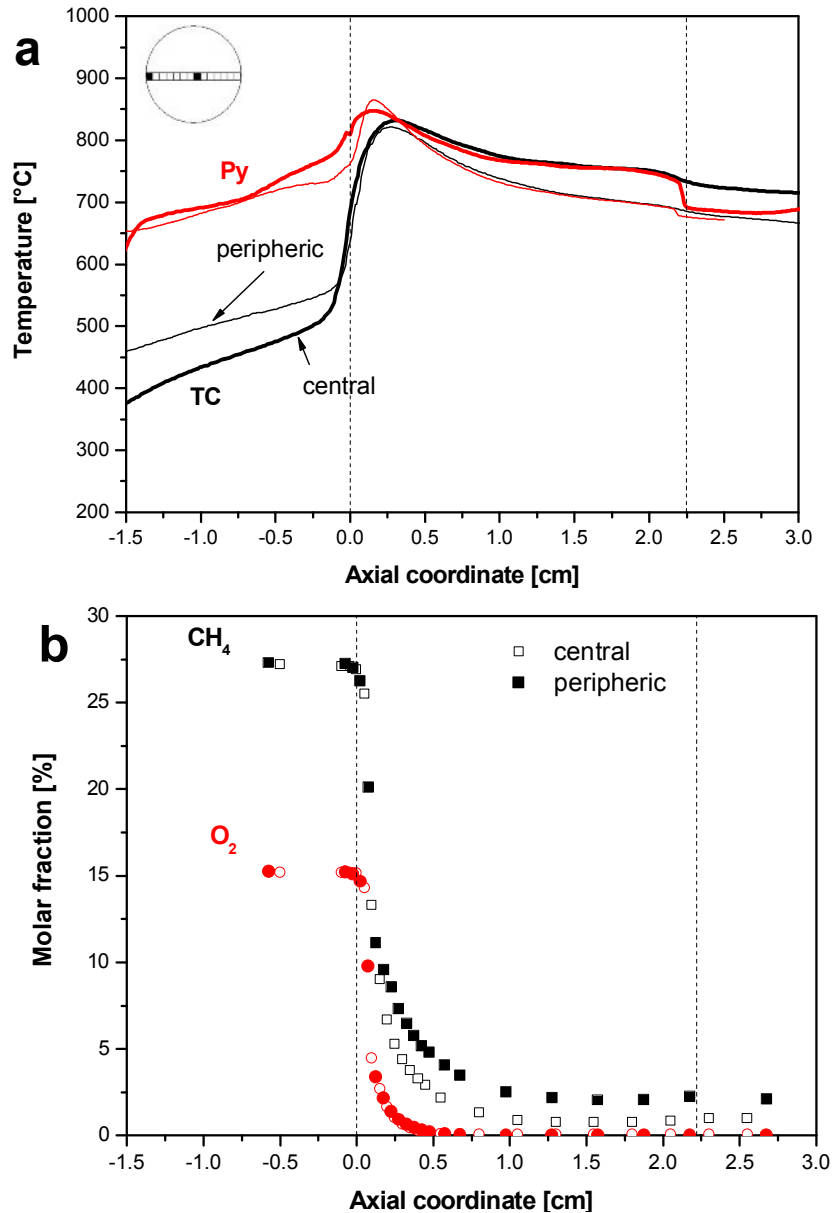 a
1000
900
800
700
600
500
400
300
200
Temperature [°C]
Py
peripheric
central
TC
-1.5 -1.0 -0.5 0.0 0.5 1.0 1.5 2.0 2.5 3.0
Axial coordinate [cm]
b
30
25
20
15
10
5
0
Molar fraction [%]
CH₄
central
peripheric
O₂
-1.5 -1.0 -0.5 0.0 0.5 1.0 1.5 2.0 2.5 3.0
Axial coordinate [cm]